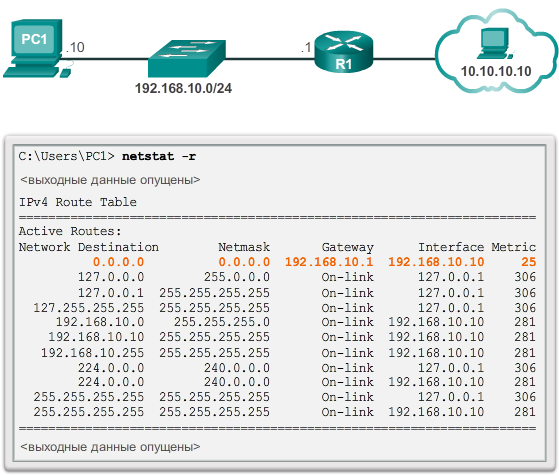 PC1
.10
192.168.10.0/24
.1
R1
10.10.10.10
C:\Users\PC1> netstat -r
<выходные данные опущены>
IPv4 Route Table
===========================================================================
Active Routes:
Network Destination Netmask Gateway Interface Metric
0.0.0.0 0.0.0.0 192.168.10.1 192.168.10.10 25
127.0.0.0 255.0.0.0 On-link 127.0.0.1 306
127.0.0.1 255.255.255.255 On-link 127.0.0.1 306
127.255.255.255 255.255.255.255 On-link 127.0.0.1 306
192.168.10.0 255.255.255.0 On-link 192.168.10.10 281
192.168.10.10 255.255.255.255 On-link 192.168.10.10 281
192.168.10.255 255.255.255.255 On-link 192.168.10.10 281
224.0.0.0 240.0.0.0 On-link 127.0.0.1 306
224.0.0.0 240.0.0.0 On-link 192.168.10.10 281
255.255.255.255 255.255.255.255 On-link 127.0.0.1 306
255.255.255.255 255.255.255.255 On-link 192.168.10.10 281
===========================================================================
<выходные данные опущены>